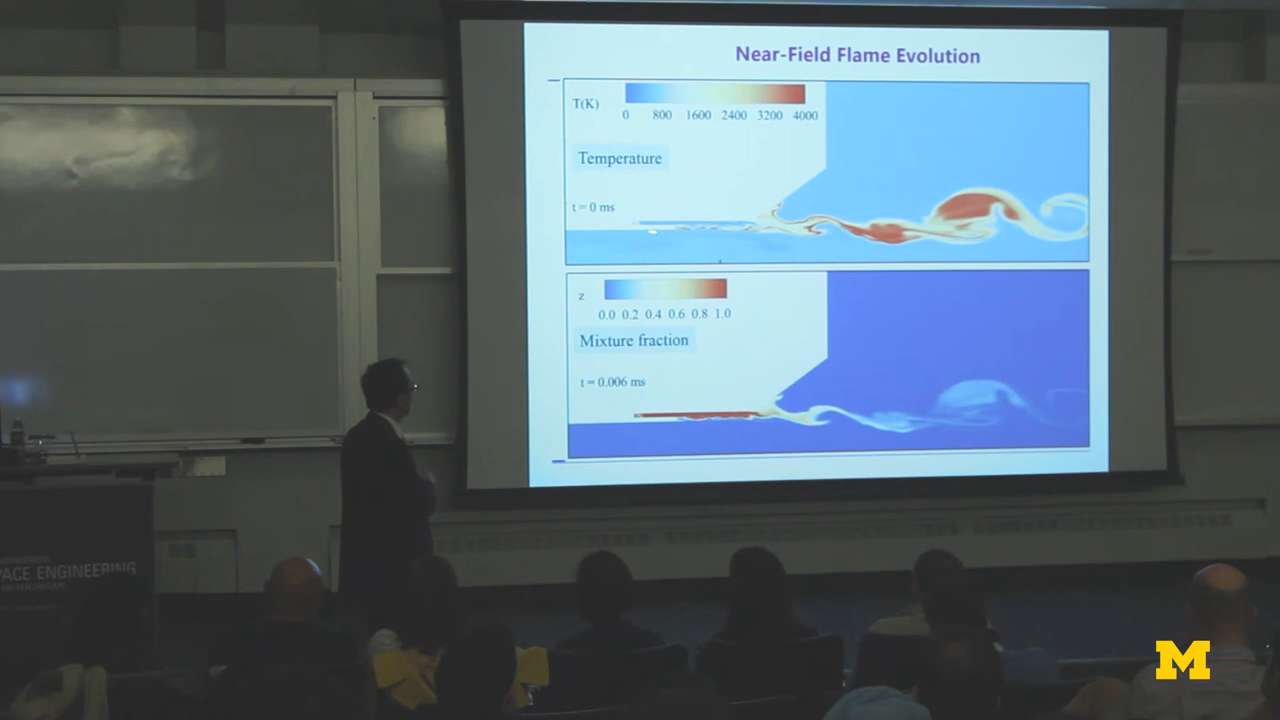 Near-Field Flame Evolution
T(K)
0 800 1600 2400 3200 4000
Temperature
t = 0 ms
z
0.0 0.2 0.4 0.6 0.8 1.0
Mixture fraction
t = 0.006 ms
PACE ENGINEERING
M